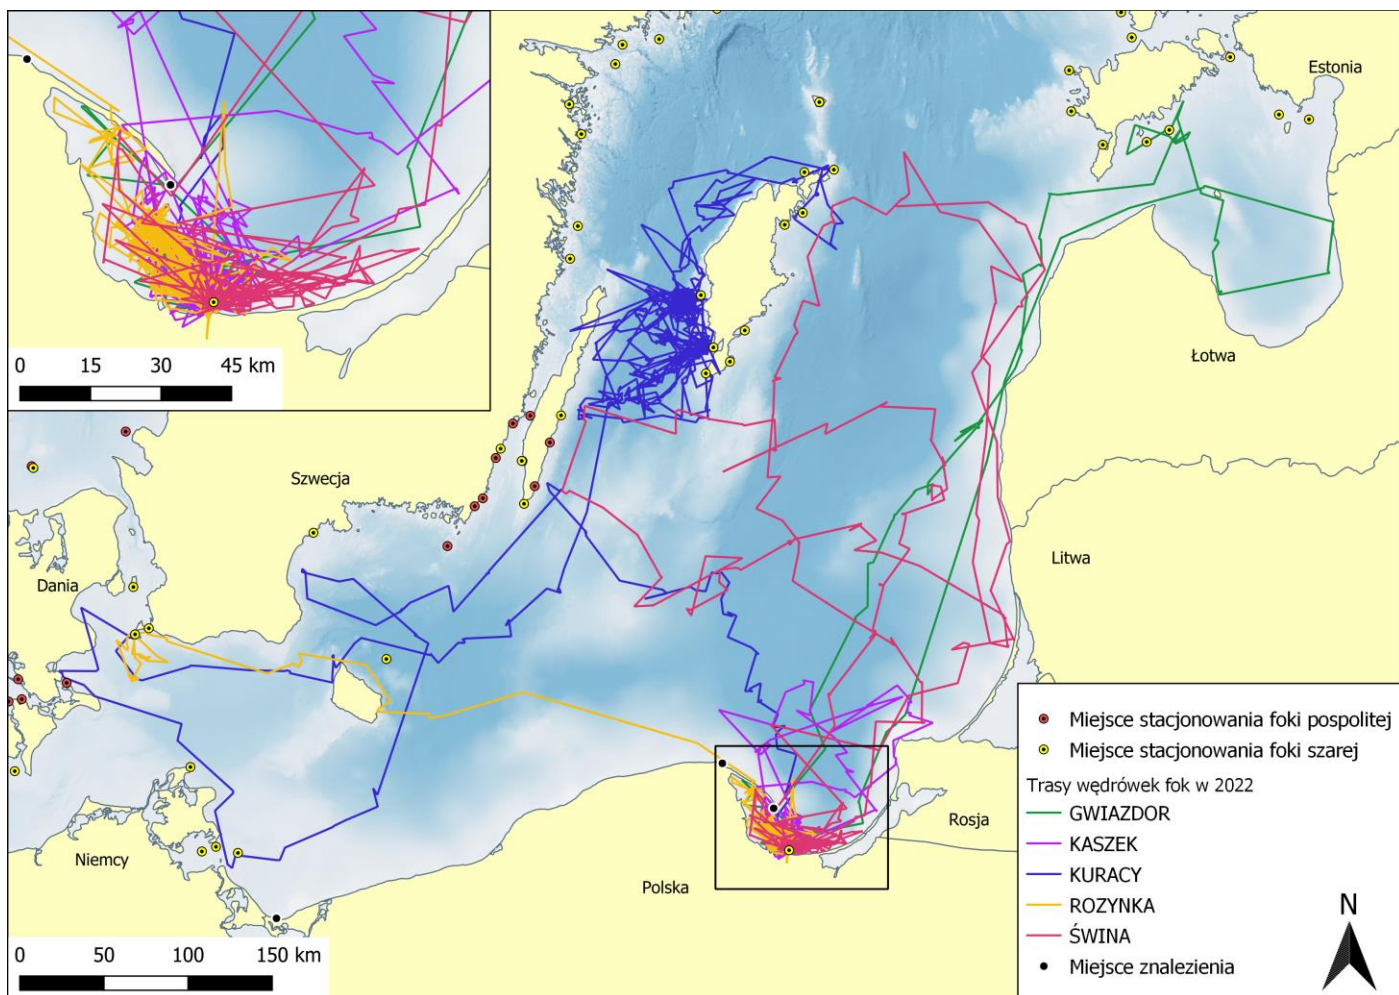 Estonia
0 15 30 45 km
Łotwa
Szwecja
Litwa
Dania
Rosja
Niemcy
Polska
0 50 100 150 km
Miejsce stacjonowania foki pospolitej
Miejsce stacjonowania foki szarej
Trasy wędrówek fok w 2022
GWIAZDOR
KASZEK
KURACY
ROZYNKA
ŚWINA
Miejsce znalezienia
N